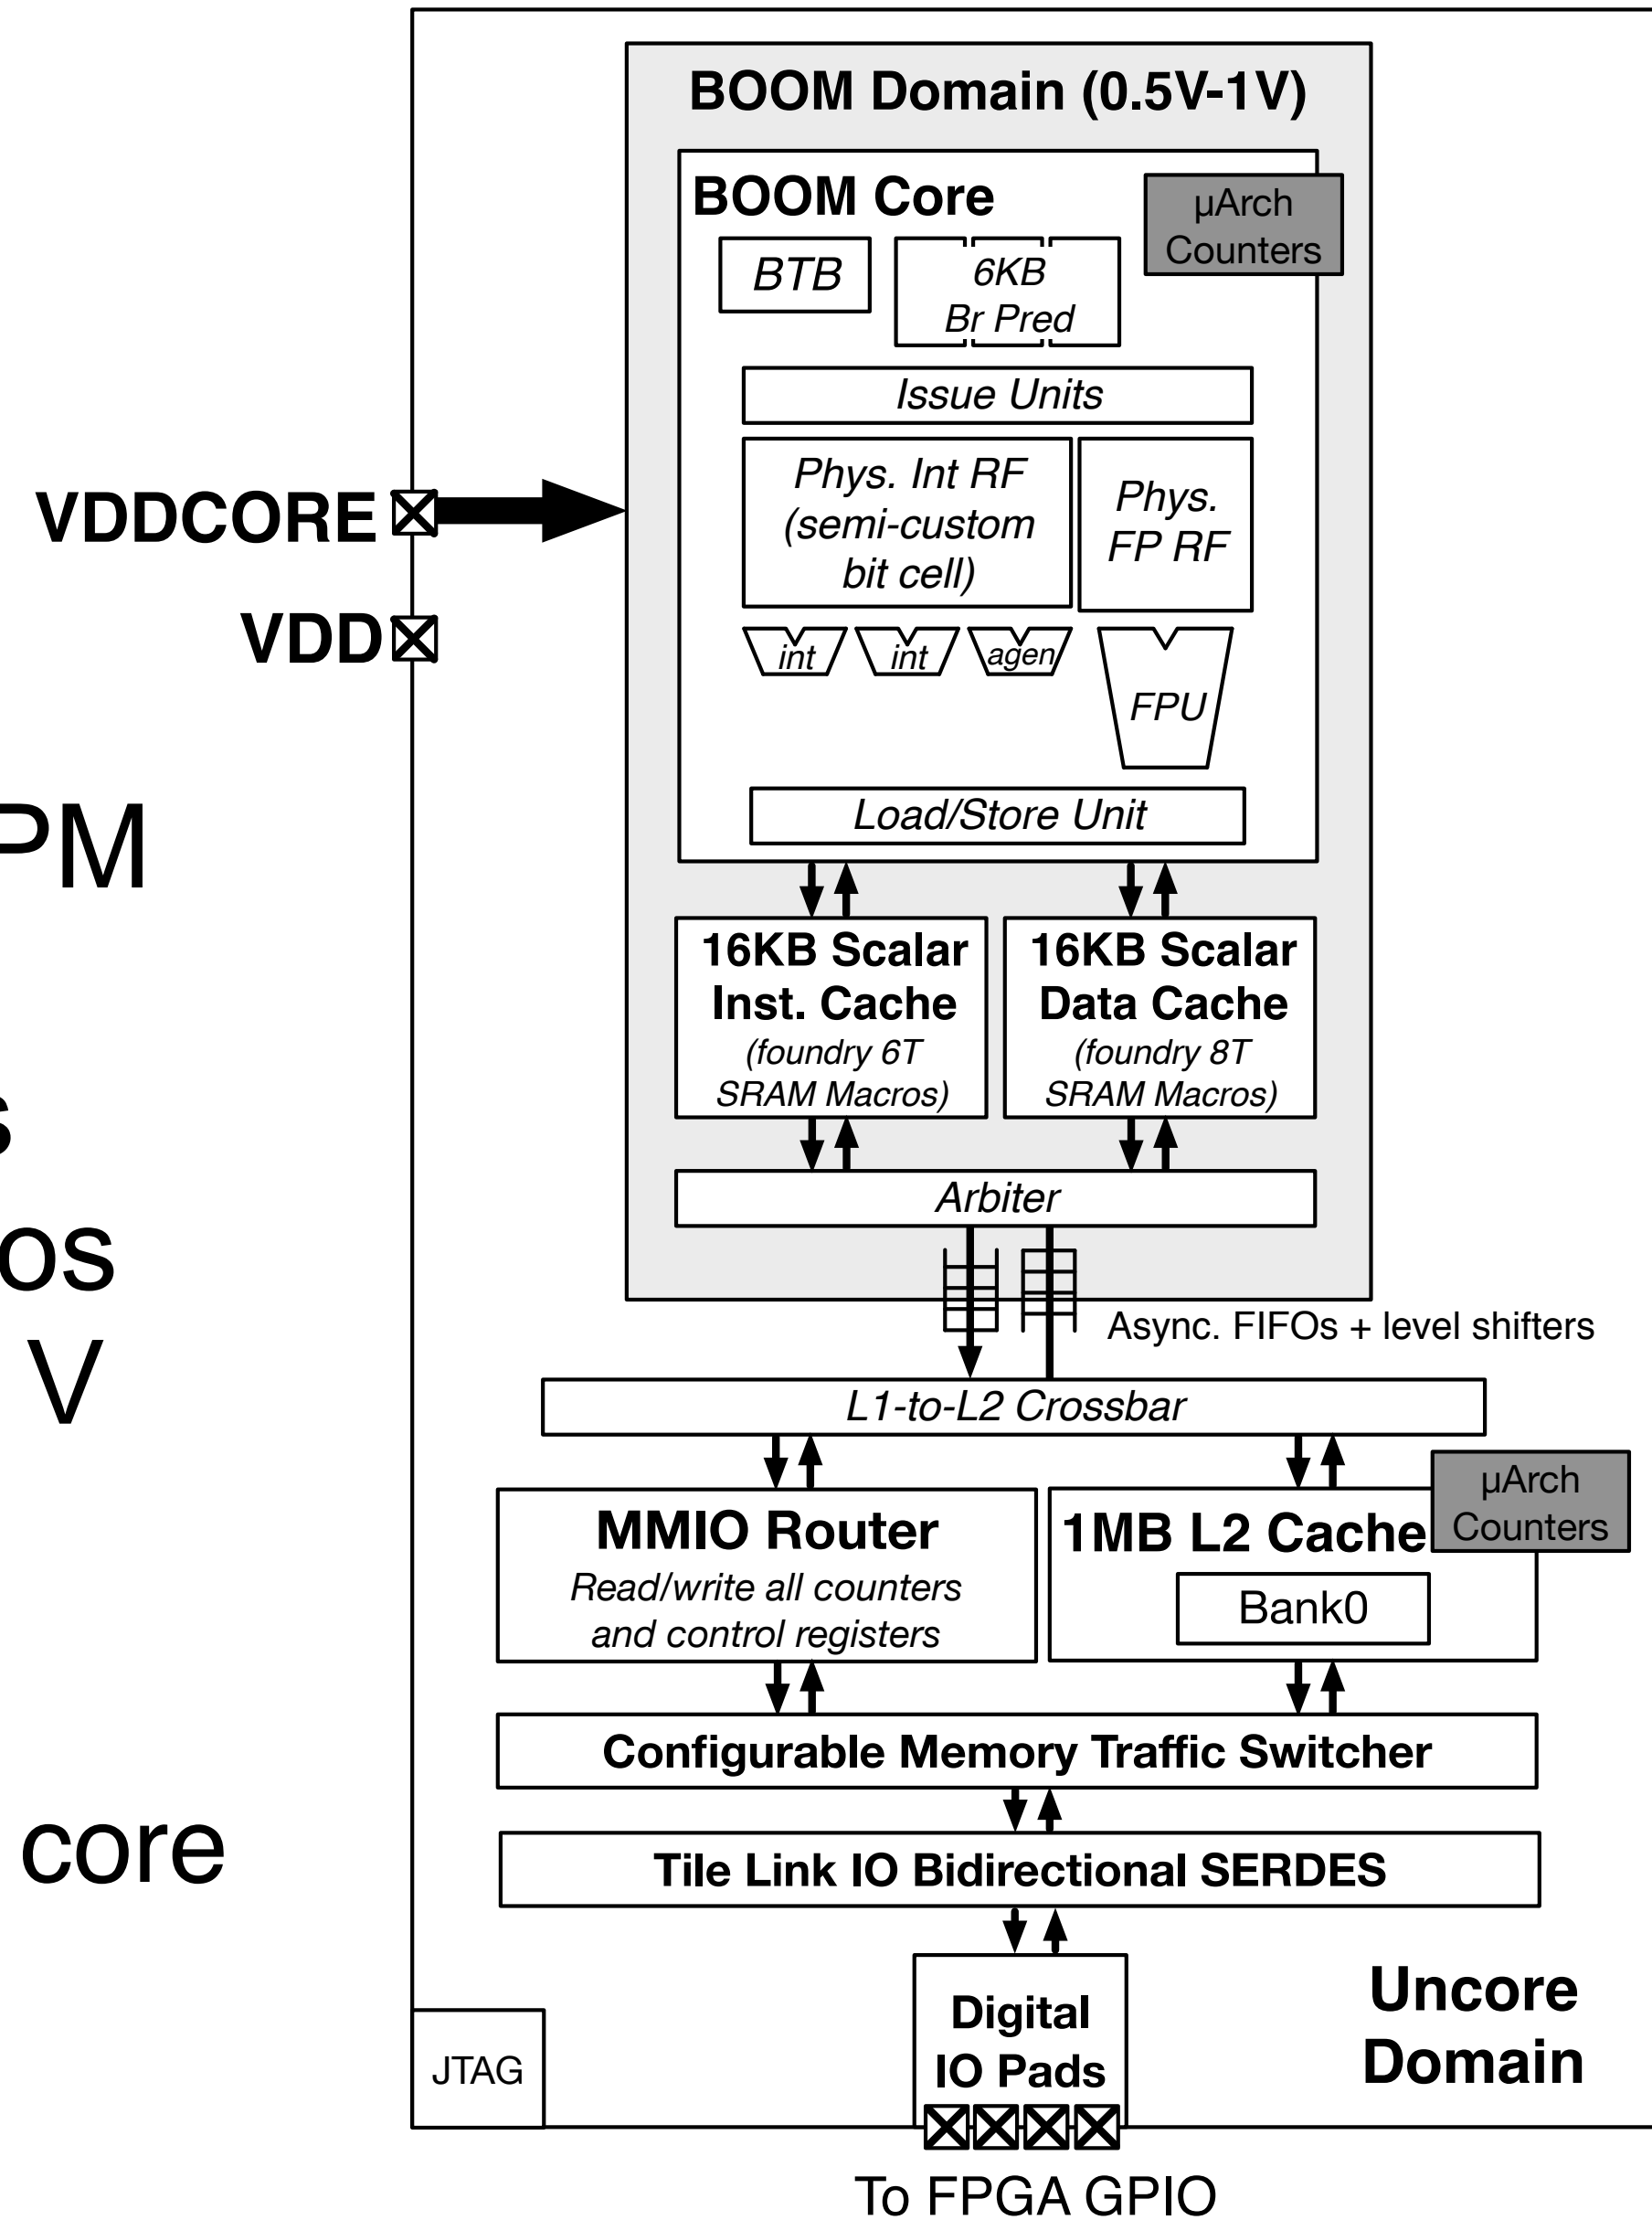 BOOM Domain (0.5V-1V)
BOOM Core
µArch
Counters
BTB
6KB
Br Pred
Issue Units
Phys. Int RF
(semi-custom
bit cell)
Phys.
FP RF
VDDCORE
VDD
int
int
agen
FPU
Load/Store Unit
PM
16KB Scalar
Inst. Cache
(foundry 6T
SRAM Macros)
16KB Scalar
Data Cache
(foundry 8T
SRAM Macros)
s
Arbiter
os
Async. FIFOs + level shifters
V
L1-to-L2 Crossbar
MMIO Router
Read/write all counters
and control registers
1MB L2 Cache
µArch
Counters
Bank0
Configurable Memory Traffic Switcher
core
Tile Link IO Bidirectional SERDES
Digital
IO Pads
Uncore
Domain
JTAG
To FPGA GPIO